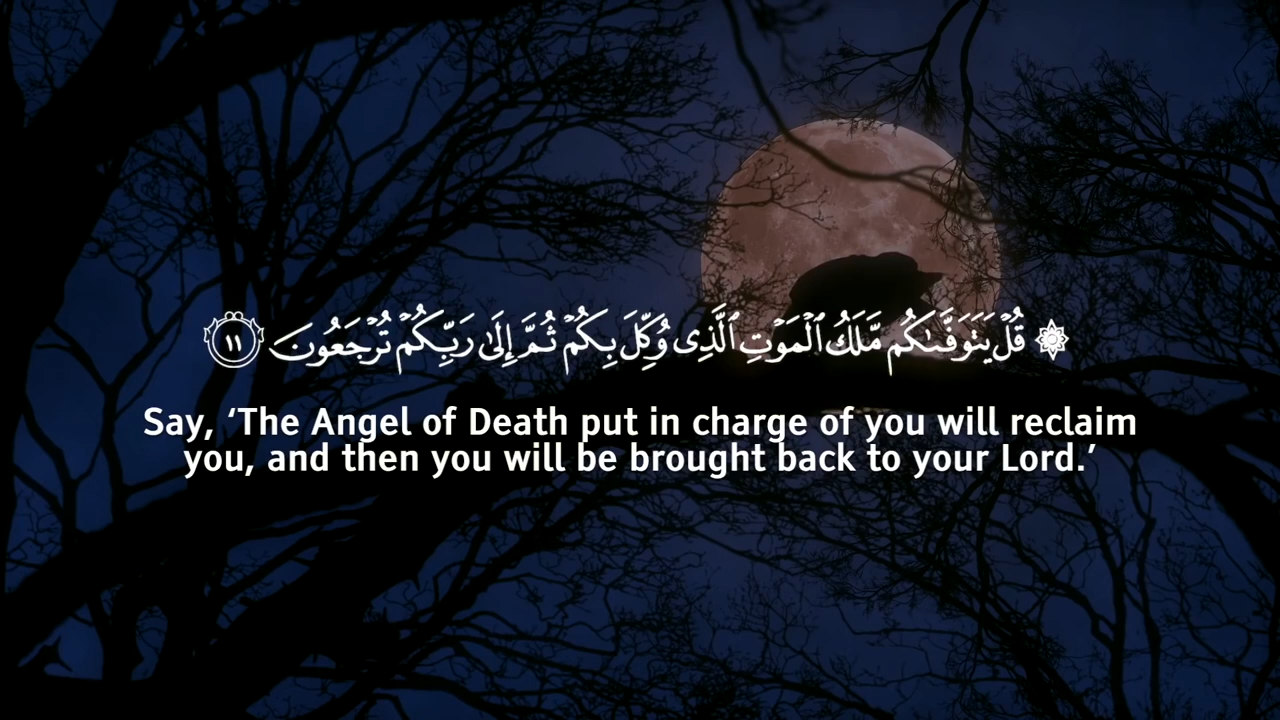 ۞ قُلْ يَتَوَفَّىٰكُم مَّلَكُ ٱلْمَوْتِ ٱلَّذِى وُكِّلَ بِكُمْ ثُمَّ إِلَىٰ رَبِّكُمْ تُرْجَعُونَ ١١
Say, ‘The Angel of Death put in charge of you will reclaim
you, and then you will be brought back to your Lord.’